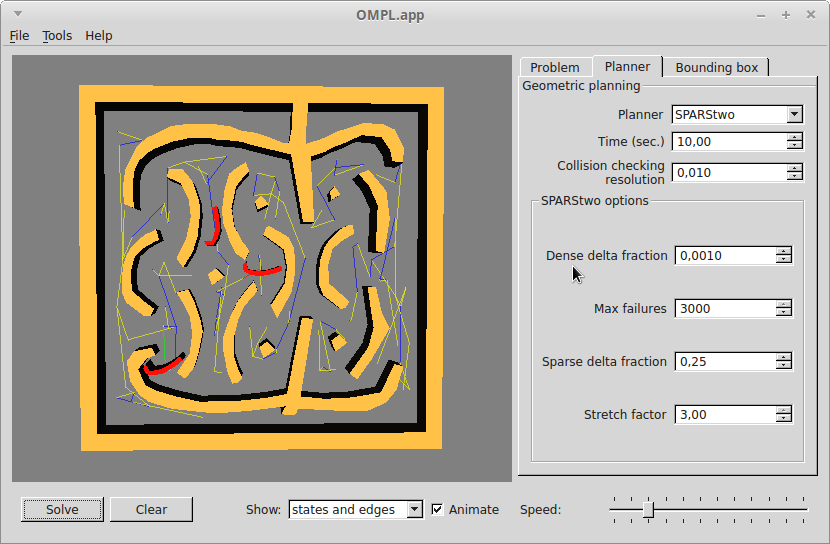 OMPL.app
File Tools Help
Problem Planner Bounding box
Geometric planning
Planner SPARStwo
Time (sec.) 10,00
Collision checking
resolution 0,010
SPARStwo options
Dense delta fraction 0,0010
Max failures 3000
Sparse delta fraction 0,25
Stretch factor 3,00
Solve Clear Show: states and edges Animate Speed: